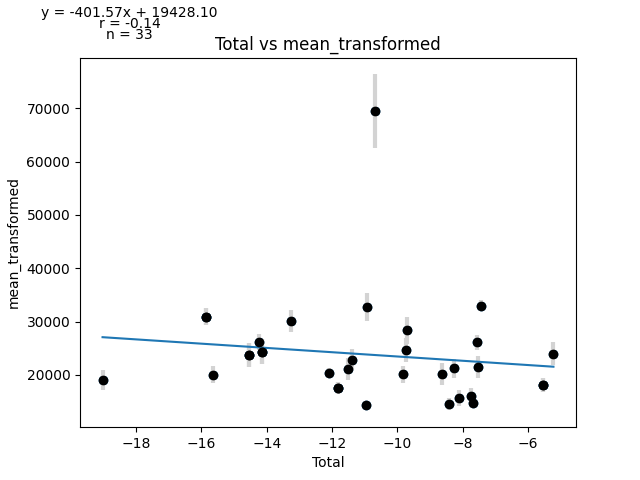 y = -401.57x + 19428.10
r = -0.14
n = 33
Total vs mean_transformed
mean_transformed
70000
60000
50000
40000
30000
20000
−18
−16
−14
−12
−10
−8
−6
Total